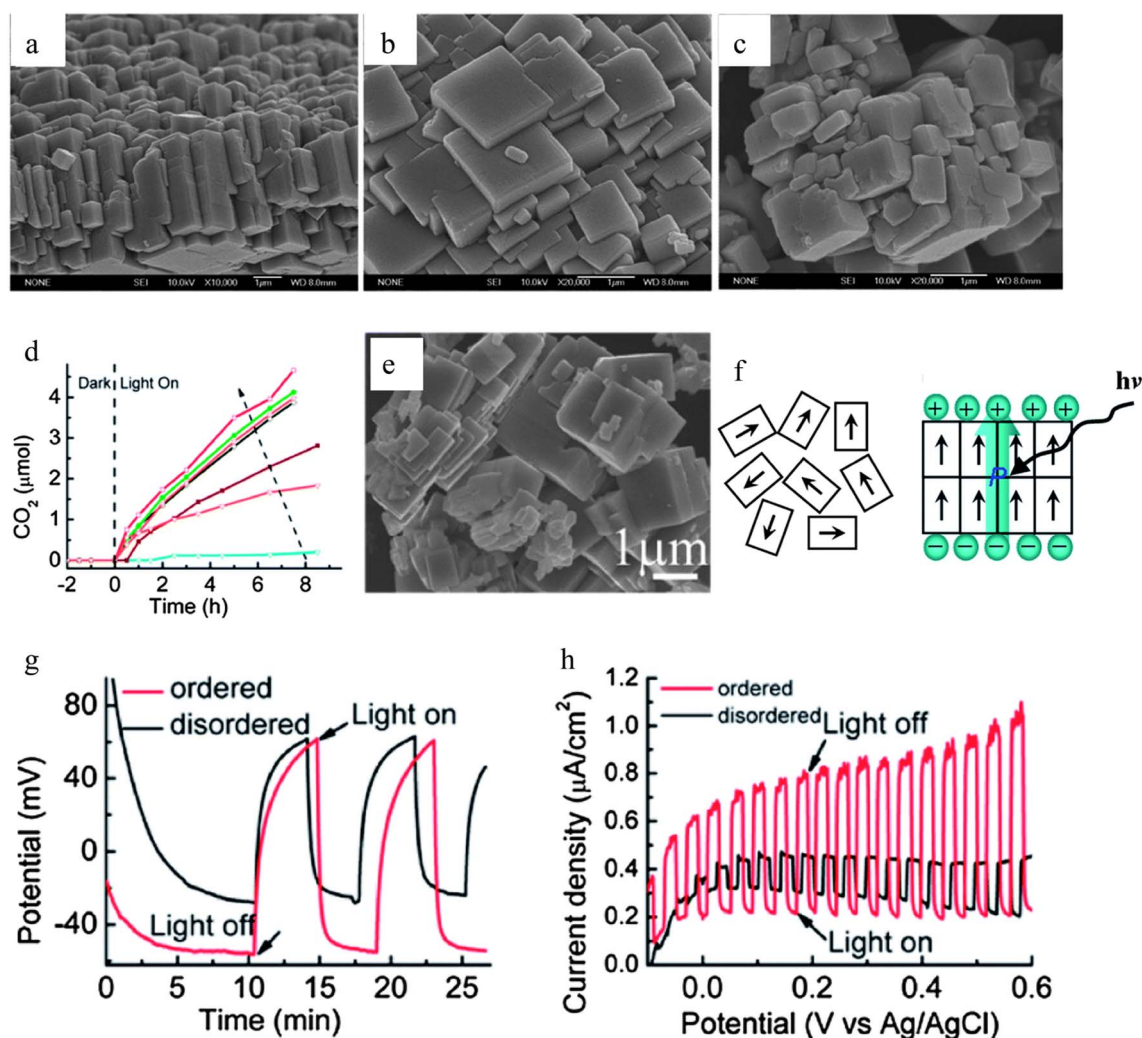 a
b
c
NONE SEI 10.0kV X10,000 1μm WD 8.0mm
NONE SEI 10.0kV X20,000 1μm WD 8.0mm
NONE SEI 10.0kV X20,000 1μm WD 8.0mm
d
Dark Light On
CO2 (μmol)
4
3
2
1
0
-2 0 2 4 6 8
Time (h)
e
1μm
f
hν
+ + + + +
P
− − − − −
g
ordered
disordered
Light on
Light off
Potential (mV)
80
40
0
-40
0 5 10 15 20 25
Time (min)
h
ordered
disordered
Light off
Light on
Current density (μA/cm2)
1.2
1.0
0.8
0.6
0.4
0.2
0.0
0.0 0.2 0.4 0.6
Potential (V vs Ag/AgCl)